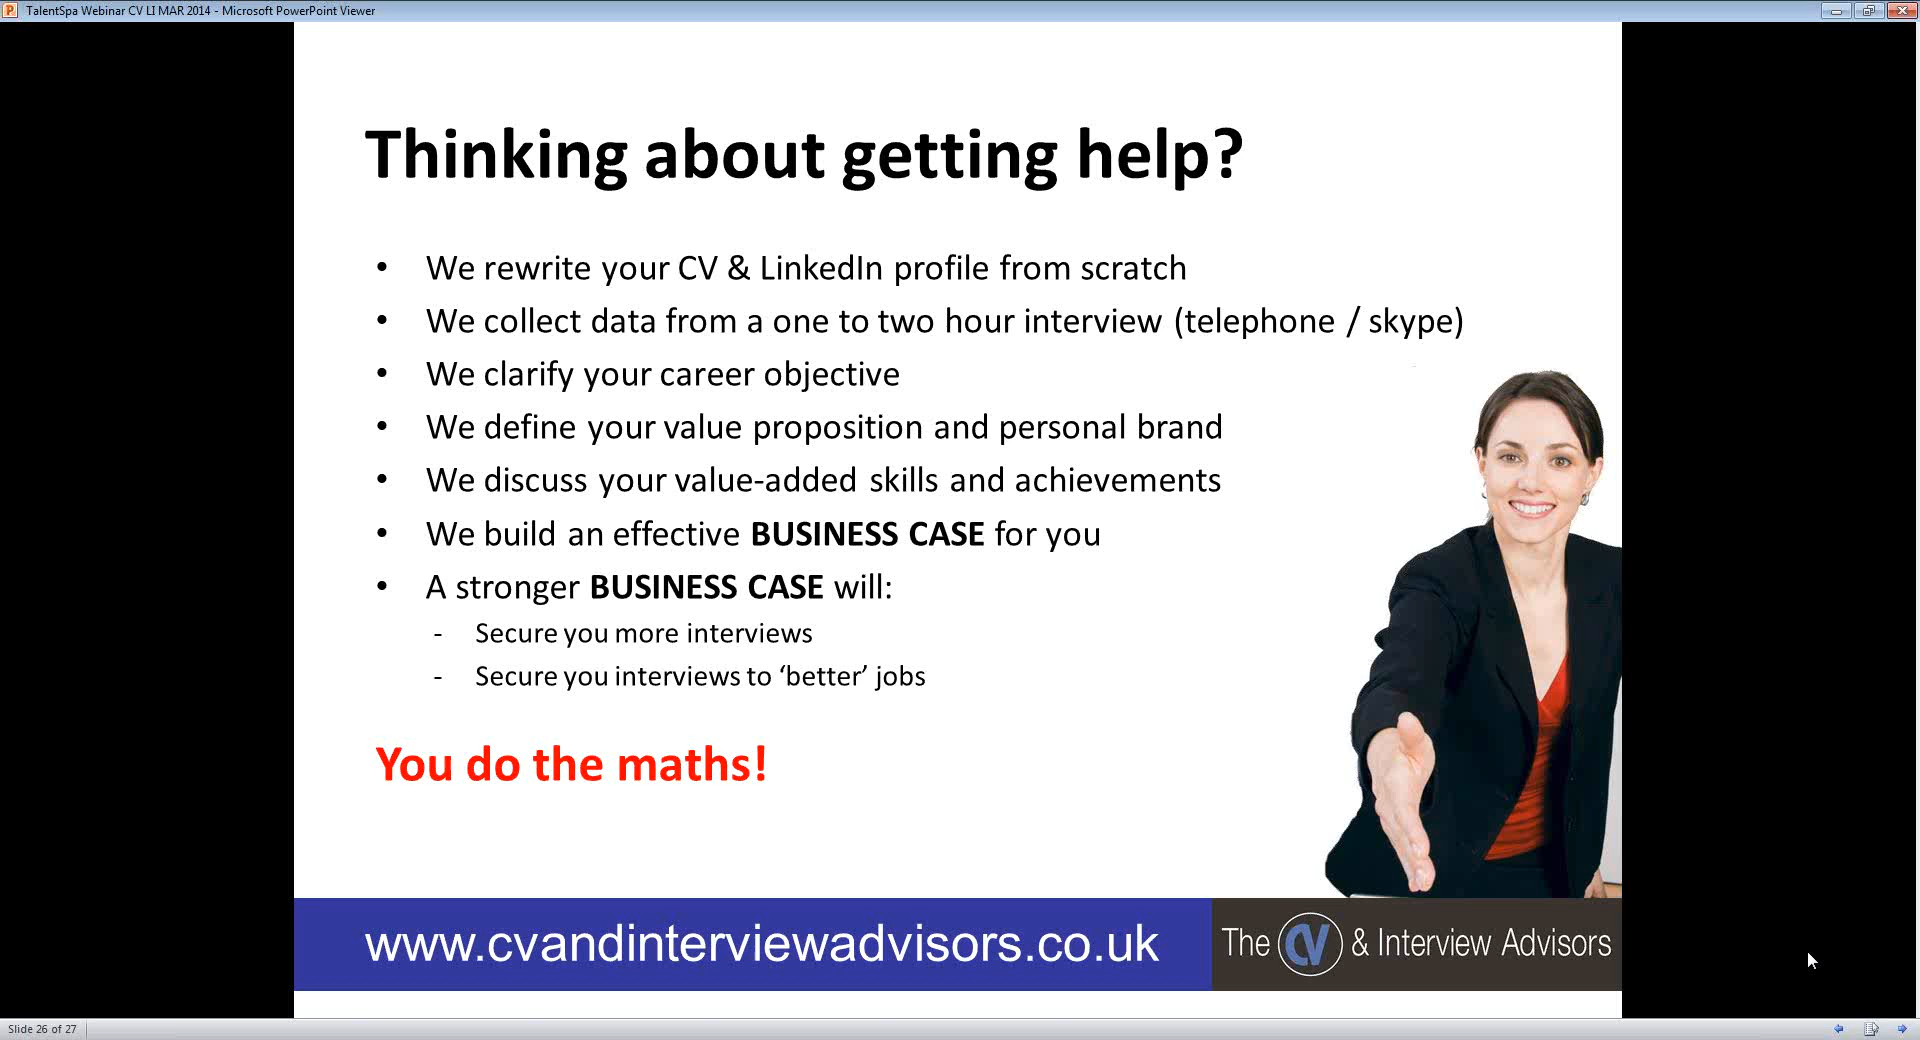 TalentSpa Webinar CV LI MAR 2014 - Microsoft PowerPoint Viewer
Thinking about getting help?
• We rewrite your CV & LinkedIn profile from scratch
• We collect data from a one to two hour interview (telephone / skype)
• We clarify your career objective
• We define your value proposition and personal brand
• We discuss your value-added skills and achievements
• We build an effective BUSINESS CASE for you
• A stronger BUSINESS CASE will:
- Secure you more interviews
- Secure you interviews to ‘better’ jobs
You do the maths!
www.cvandinterviewadvisors.co.uk
The CV & Interview Advisors
Slide 26 of 27